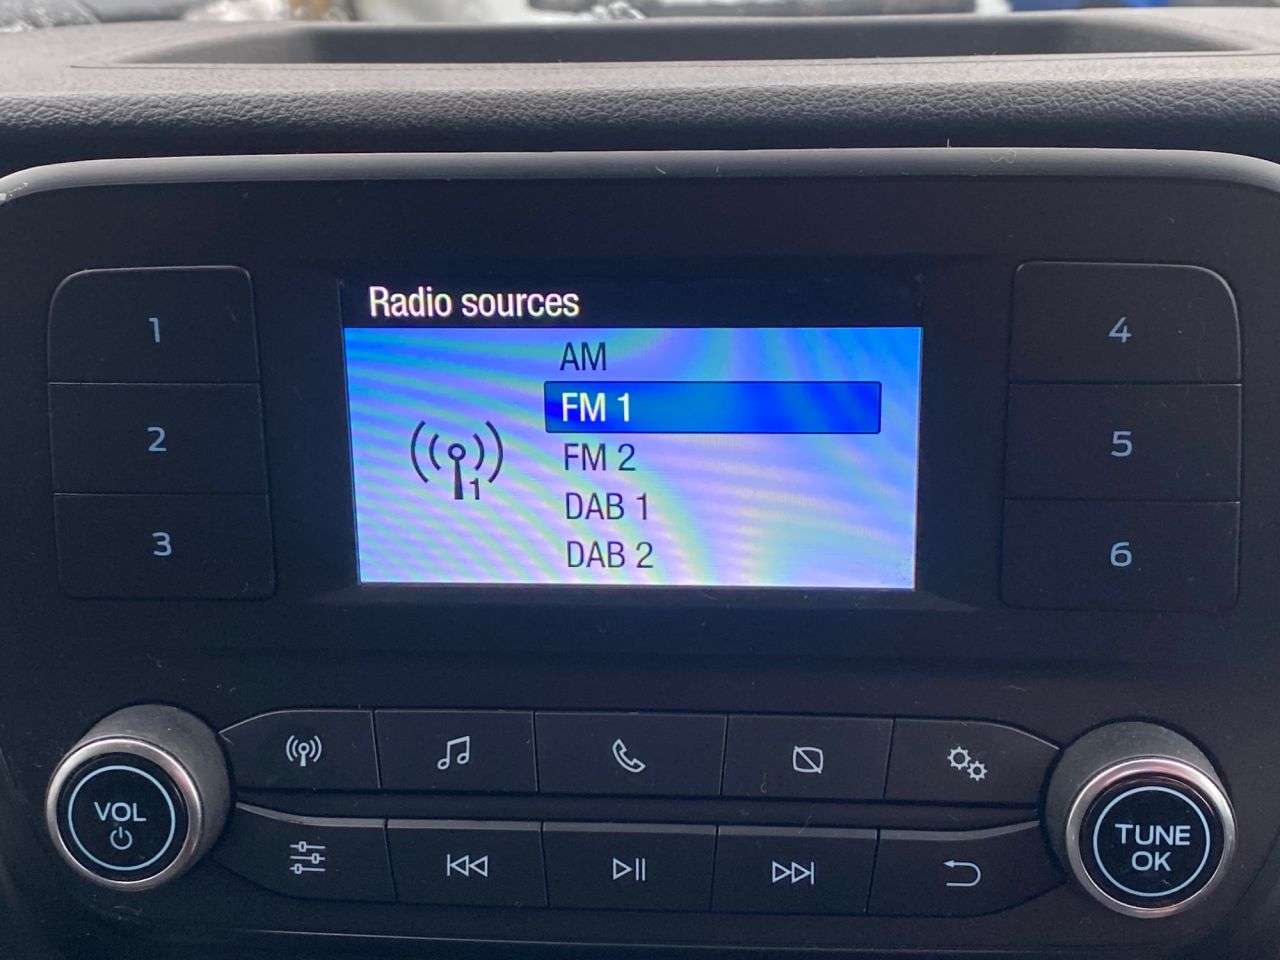 Radio sources
AM
FM 1
FM 2
DAB 1
DAB 2
1
1
2
3
4
5
6
VOL
TUNE
OK